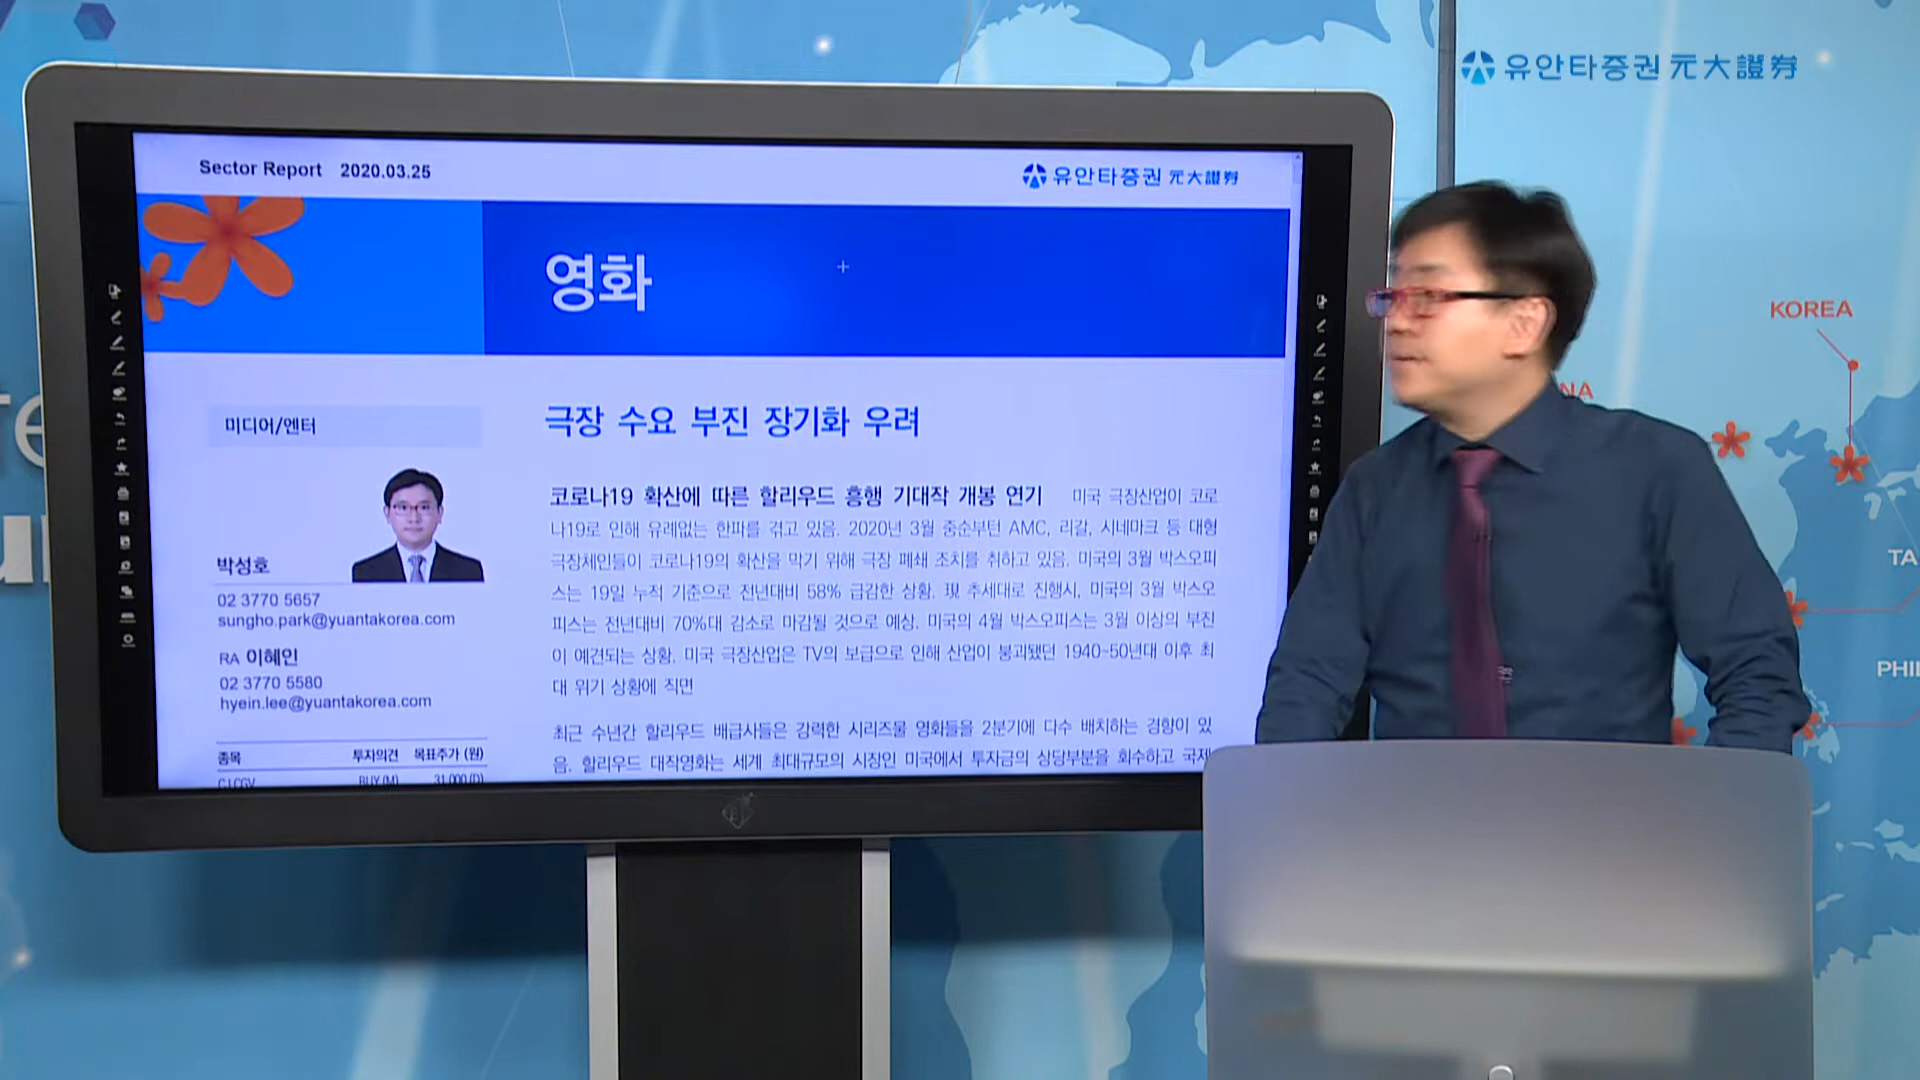 유안타증권 元大證券
Sector Report 2020.03.25
유안타증권 元大證券
영화
미디어/엔터
박성호
02 3770 5657
sungho.park@yuantakorea.com
RA 이혜인
02 3770 5580
hyein.lee@yuantakorea.com
종목 투자의견 목표주가 (원)
CJ CGV BUY (M) 31,000 (D)
극장 수요 부진 장기화 우려
코로나19 확산에 따른 할리우드 흥행 기대작 개봉 연기 미국 극장산업이 코로
나19로 인해 유례없는 한파를 겪고 있음. 2020년 3월 중순부턴 AMC, 리갈, 시네마크 등 대형
극장체인들이 코로나19의 확산을 막기 위해 극장 폐쇄 조치를 취하고 있음. 미국의 3월 박스오피
스는 19일 누적 기준으로 전년대비 58% 급감한 상황. 現 추세대로 진행시, 미국의 3월 박스오
피스는 전년대비 70%대 감소로 마감될 것으로 예상. 미국의 4월 박스오피스는 3월 이상의 부진
이 예견되는 상황. 미국 극장산업은 TV의 보급으로 인해 산업이 붕괴됐던 1940-50년대 이후 최
대 위기 상황에 직면
최근 수년간 할리우드 배급사들은 강력한 시리즈물 영화들을 2분기에 다수 배치하는 경향이 있
음. 할리우드 대작영화는 세계 최대규모의 시장인 미국에서 투자금의 상당부분을 회수하고 국제
KOREA
NA
TA
PHIL